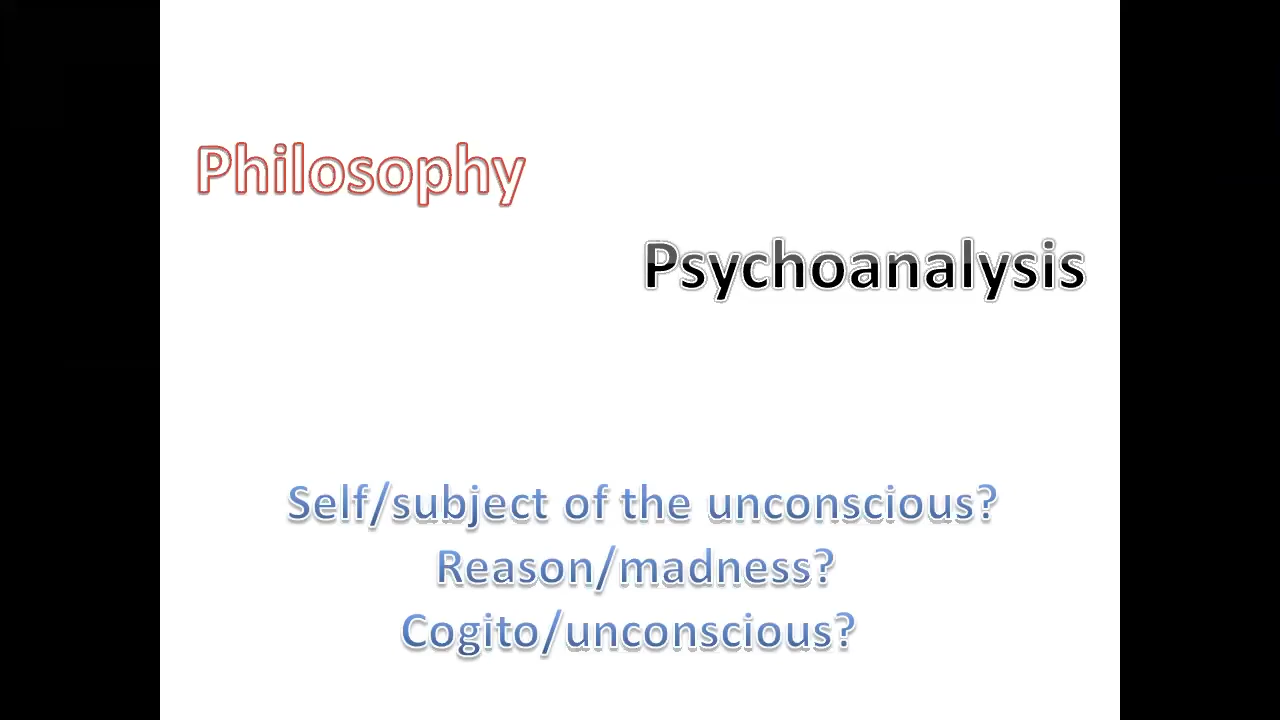 Philosophy
Psychoanalysis
Self/subject of the unconscious?
Reason/madness?
Cogito/unconscious?